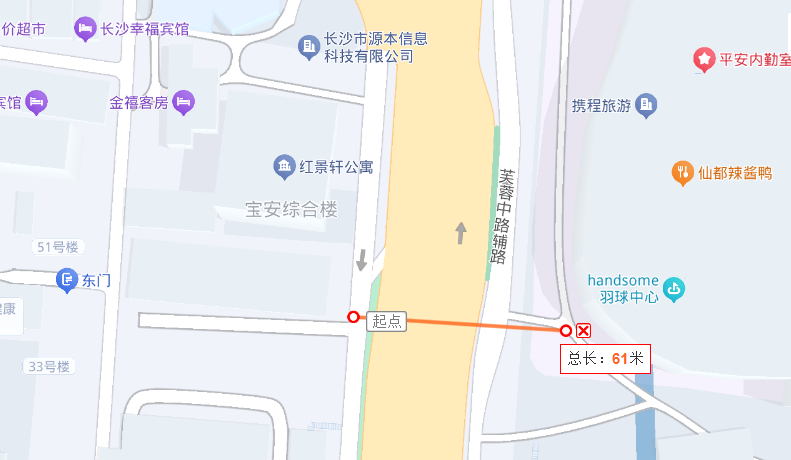 价超市
长沙幸福宾馆
长沙市源本信息
科技有限公司
平安内勤室
宾馆
金禧客房
携程旅游
红景轩公寓
仙都辣酱鸭
宝安综合楼
芙蓉中路辅路
51号楼
东门
handsome
羽球中心
健康
起点
总长：61米
33号楼